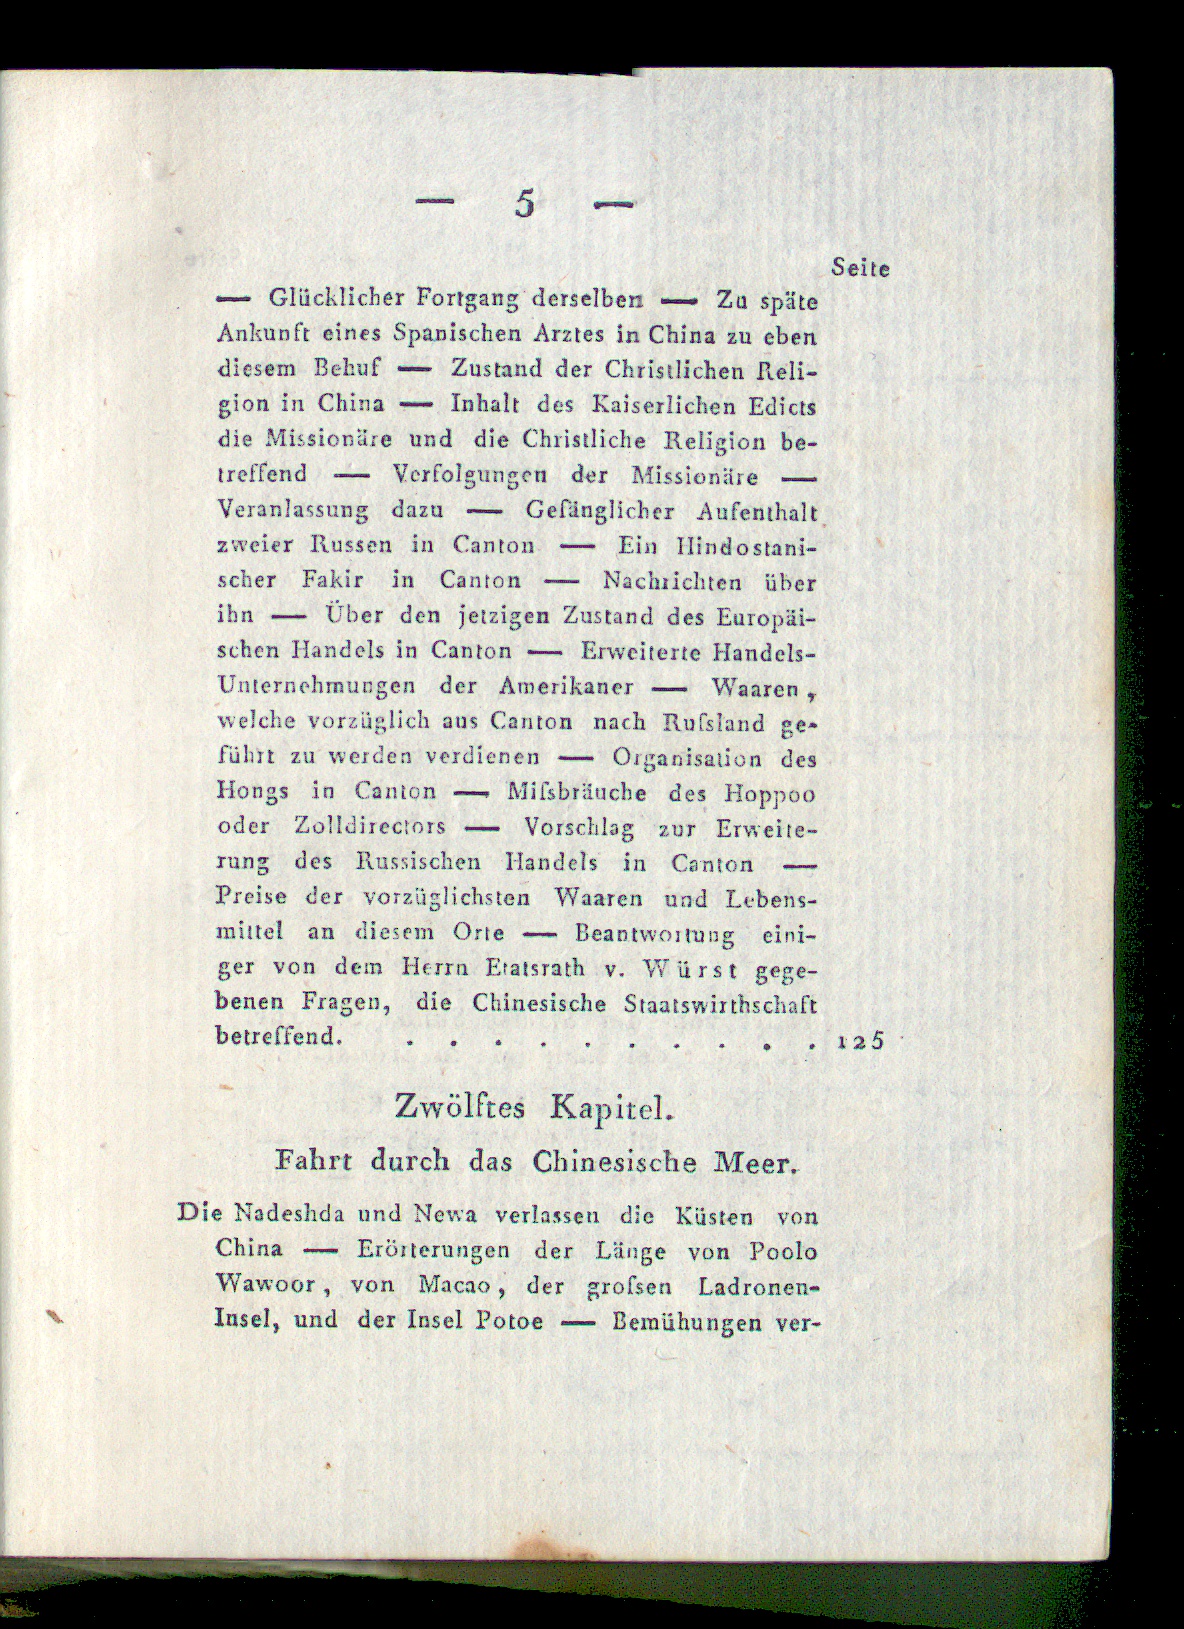 — 5 —
Seite
— Glücklicher Fortgang derselben — Zu späte
Ankunft eines Spanischen Arztes in China zu eben
diesem Behuf — Zustand der Christlichen Reli-
gion in China — Inhalt des Kaiserlichen Edicts
die Missionäre und die Christliche Religion be-
treffend — Verfolgungen der Missionäre —
Veranlassung dazu — Gefänglicher Aufenthalt
zweier Russen in Canton — Ein Hindostani-
scher Fakir in Canton — Nachrichten über
ihn — Über den jetzigen Zustand des Europäi-
schen Handels in Canton — Erweiterte Handels-
Unternehmungen der Amerikaner — Waaren,
welche vorzüglich aus Canton nach Rufsland ge-
führt zu werden verdienen — Organisation des
Hongs in Canton — Mifsbräuche des Hoppoo
oder Zolldirectors — Vorschlag zur Erweite-
rung des Russischen Handels in Canton —
Preise der vorzüglichsten Waaren und Lebens-
mittel an diesem Orte — Beantwortung eini-
ger von dem Herrn Etatsrath v. Würst gege-
benen Fragen, die Chinesische Staatswirthschaft
betreffend. . . . . . . . . . . 125
Zwölftes Kapitel.
Fahrt durch das Chinesische Meer.
Die Nadeshda und Newa verlassen die Küsten von
China — Erörterungen der Länge von Poolo
Wawoor, von Macao, der grofsen Ladronen-
Insel, und der Insel Potoe — Bemühungen ver-